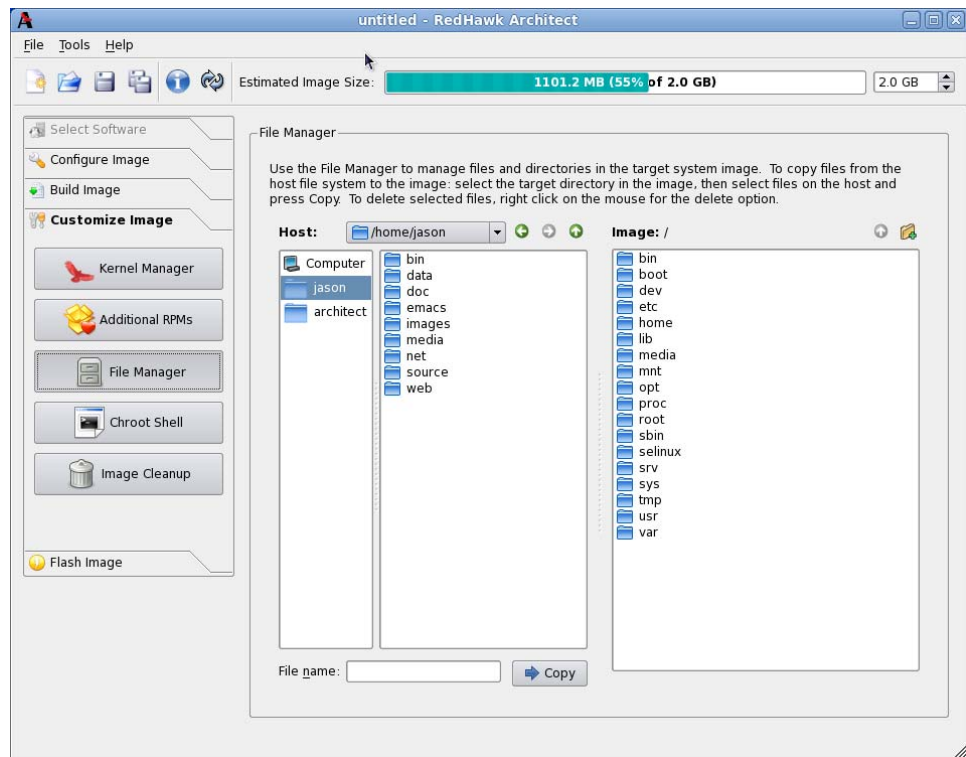 untitled - RedHawk Architect
File Tools Help
Estimated Image Size: 1101.2 MB (55% of 2.0 GB) 2.0 GB
Select Software
Configure Image
Build Image
Customize Image
Kernel Manager
Additional RPMs
File Manager
Chroot Shell
Image Cleanup
Flash Image
File Manager
Use the File Manager to manage files and directories in the target system image. To copy files from the
host file system to the image: select the target directory in the image, then select files on the host and
press Copy. To delete selected files, right click on the mouse for the delete option.
Host: /home/jason
Computer
jason
architect
bin
data
doc
emacs
images
media
net
source
web
File name: Copy
Image: /
bin
boot
dev
etc
home
lib
media
mnt
opt
proc
root
sbin
selinux
srv
sys
tmp
usr
var